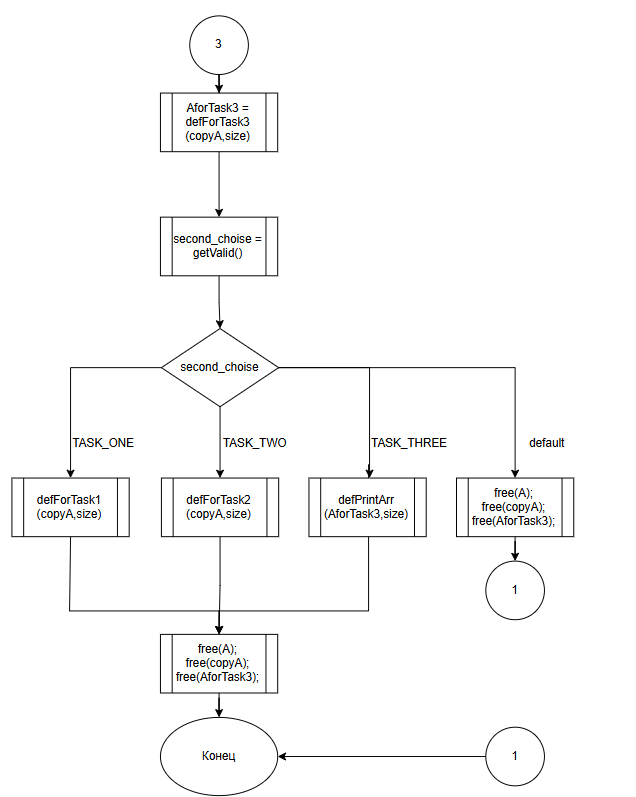 3
AforTask3 =
defForTask3
(copyA,size)
second_choise =
getValid()
second_choise
TASK_ONE
TASK_TWO
TASK_THREE
default
defForTask1
(copyA,size)
defForTask2
(copyA,size)
defPrintArr
(AforTask3,size)
free(A);
free(copyA);
free(AforTask3);
1
free(A);
free(copyA);
free(AforTask3);
Конец
1